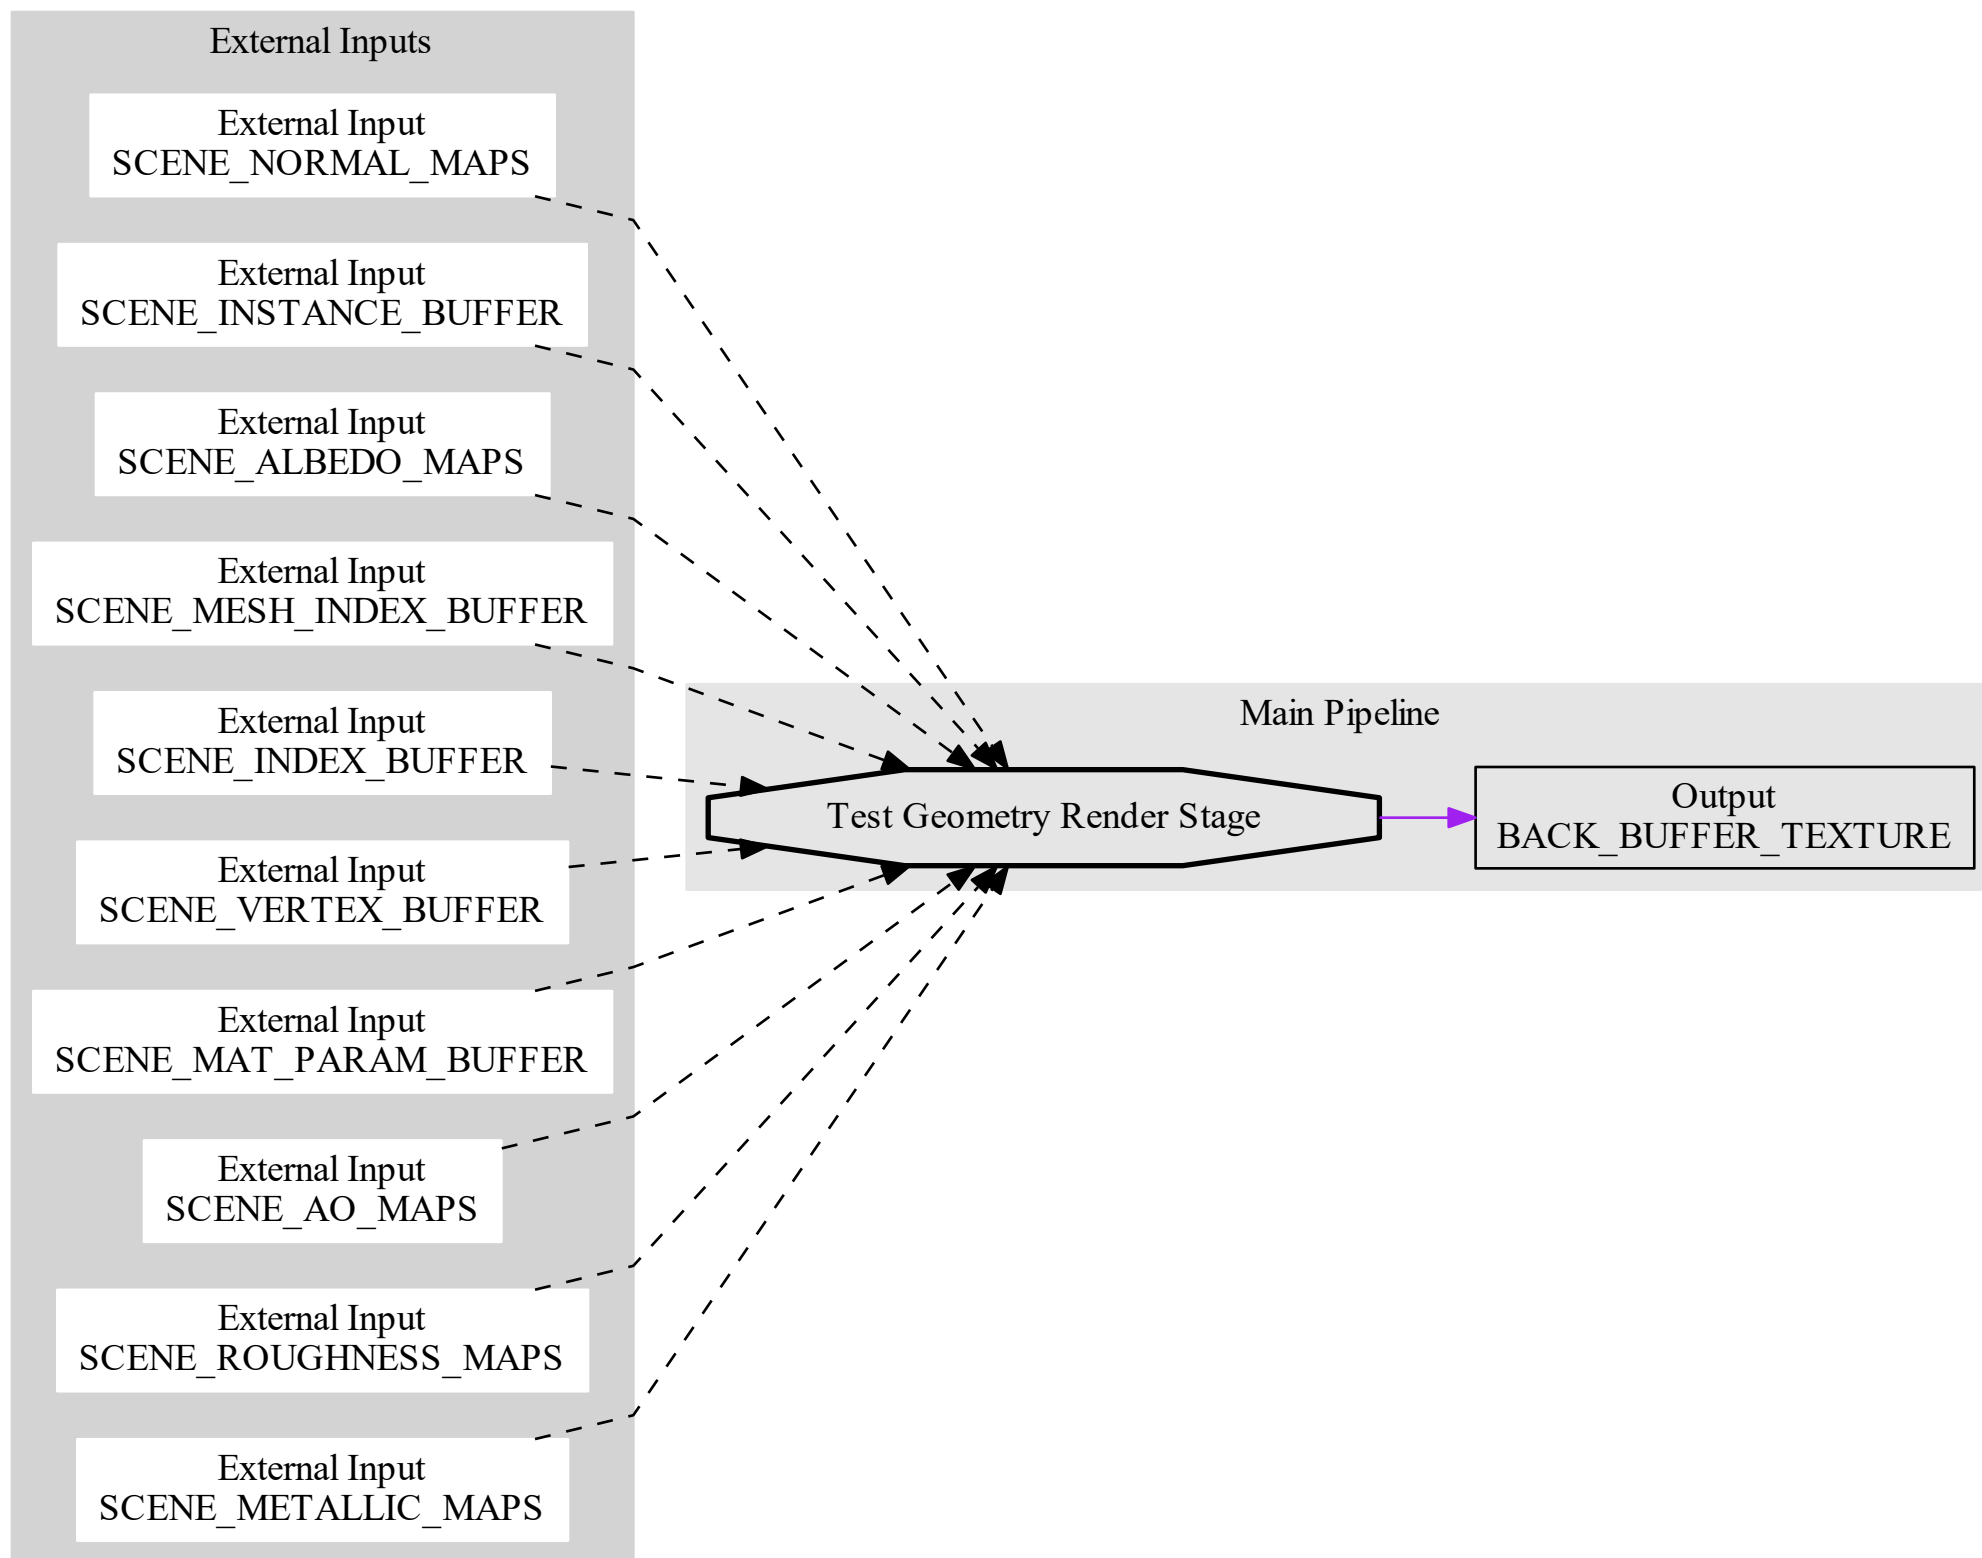 External Inputs
External Input
SCENE_NORMAL_MAPS
External Input
SCENE_INSTANCE_BUFFER
External Input
SCENE_ALBEDO_MAPS
External Input
SCENE_MESH_INDEX_BUFFER
External Input
SCENE_INDEX_BUFFER
External Input
SCENE_VERTEX_BUFFER
External Input
SCENE_MAT_PARAM_BUFFER
External Input
SCENE_AO_MAPS
External Input
SCENE_ROUGHNESS_MAPS
External Input
SCENE_METALLIC_MAPS
Main Pipeline
Test Geometry Render Stage
Output
BACK_BUFFER_TEXTURE